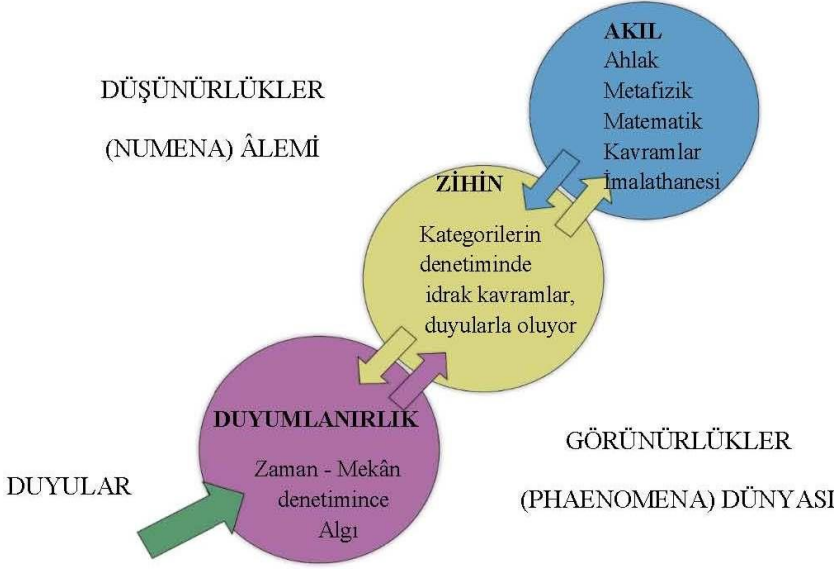 AKIL
Ahlak
Metafizik
Matematik
Kavramlar
İmalathanesi
DÜŞÜNÜRLÜKLER
(NUMENA) ÂLEMİ
ZİHİN
Kategorilerin
denetiminde
idrak kavramlar,
duyularla oluyor
DUYUMLANIRLIK
Zaman - Mekân
denetimince
Algı
DUYULAR
GÖRÜNÜRLÜKLER
(PHAENOMENA) DÜNYASI